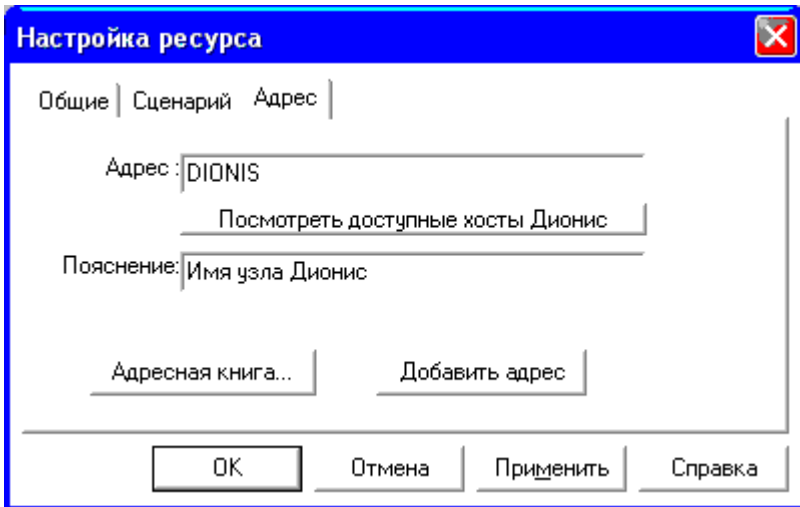 Настройка ресурса
Общие Сценарий Адрес
Адрес : DIONIS
Посмотреть доступные хосты Дионис
Пояснение: Имя узла Дионис
Адресная книга... Добавить адрес
OK Отмена Применить Справка